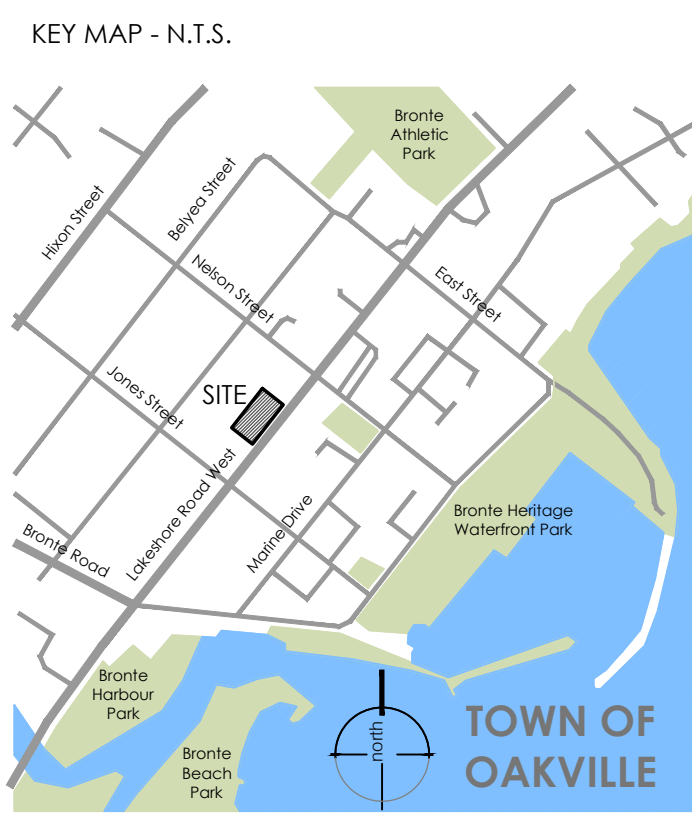 KEY MAP - N.T.S.
Bronte
Athletic
Park
Belyea Street
Hixon Street
Nelson Street
East Street
Jones Street
SITE
Lakeshore Road West
Marine Drive
Bronte Road
Bronte Heritage
Waterfront Park
Bronte
Harbour
Park
Bronte
Beach
Park
north
TOWN OF
OAKVILLE